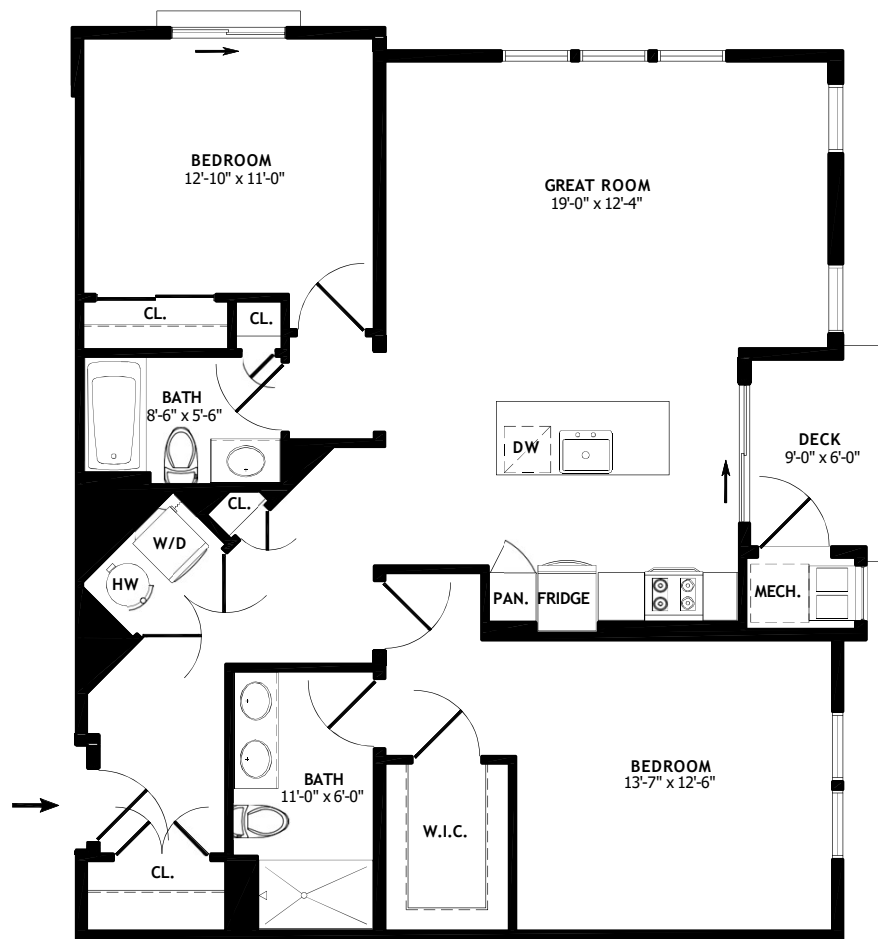 BEDROOM
12'-10" x 11'-0"
GREAT ROOM
19'-0" x 12'-4"
CL.
CL.
BATH
8'-6" x 5'-6"
DW
DECK
9'-0" x 6'-0"
CL.
W/D
HW
PAN.
FRIDGE
MECH.
BEDROOM
13'-7" x 12'-6"
BATH
11'-0" x 6'-0"
W.I.C.
CL.